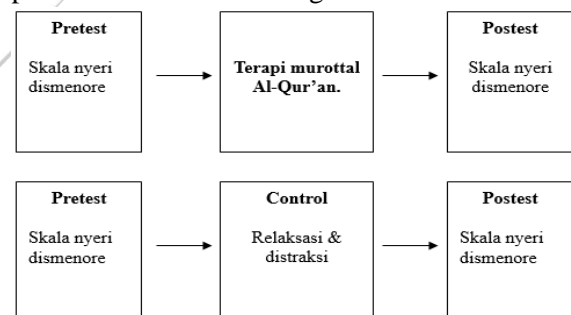 Pretest
Skala nyeri
dismenore
Terapi murottal
Al-Qur’an.
Postest
Skala nyeri
dismenore
Pretest
Skala nyeri
dismenore
Control
Relaksasi &
distraksi
Postest
Skala nyeri
dismenore